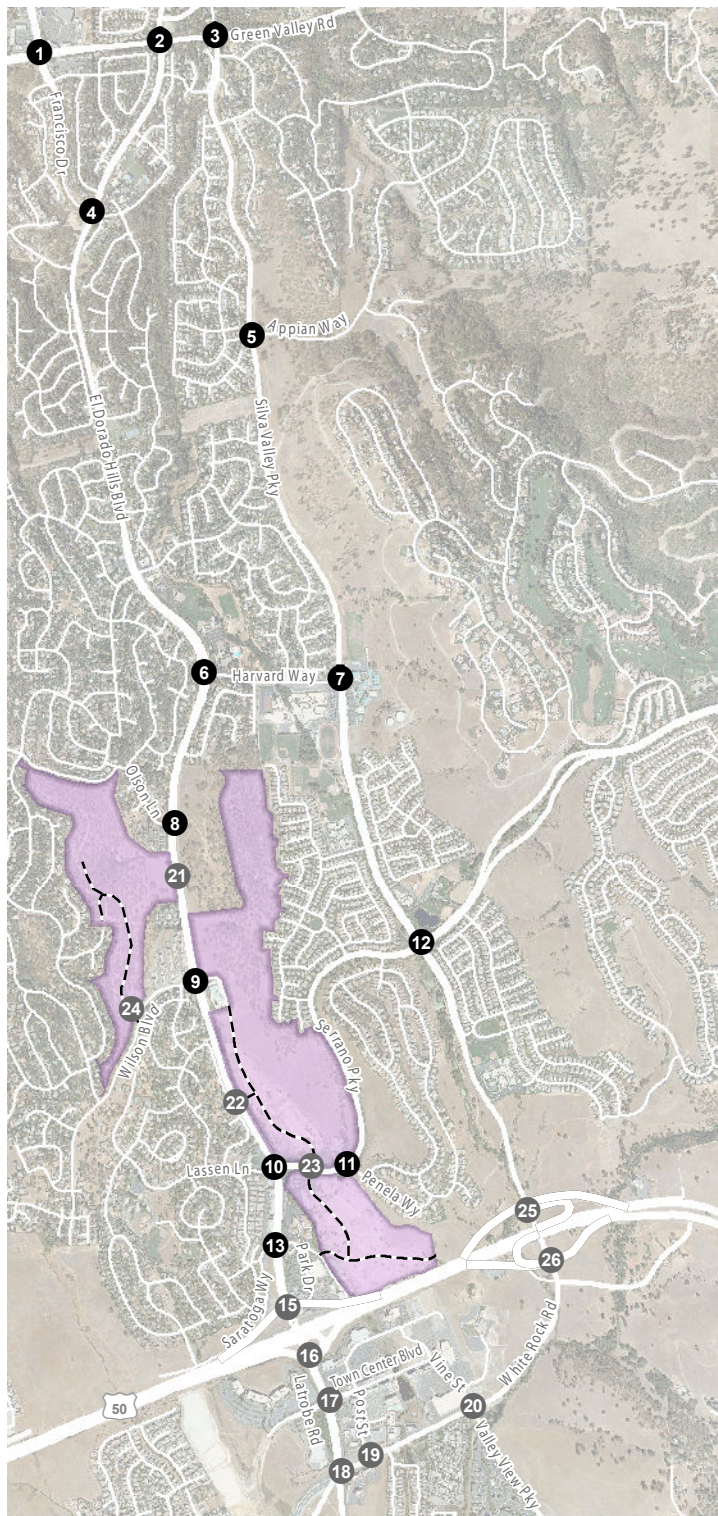 Green Valley Rd
1
2
3
Francisco Dr
4
5
Appian Way
El Dorado Hills Blvd
Silva Valley Pky
6
Harvard Way
7
Olson Ln
8
21
12
9
24
Wilson Blvd
Serrano Pky
22
Lassen Ln
10
23
11
Penela Wy
25
13
Park Dr
26
Saratoga Wy
15
16
Town Center Blvd
Vine St
White Rock Rd
50
Latrobe Rd
17
Post St
20
Valley View Pky
19
18